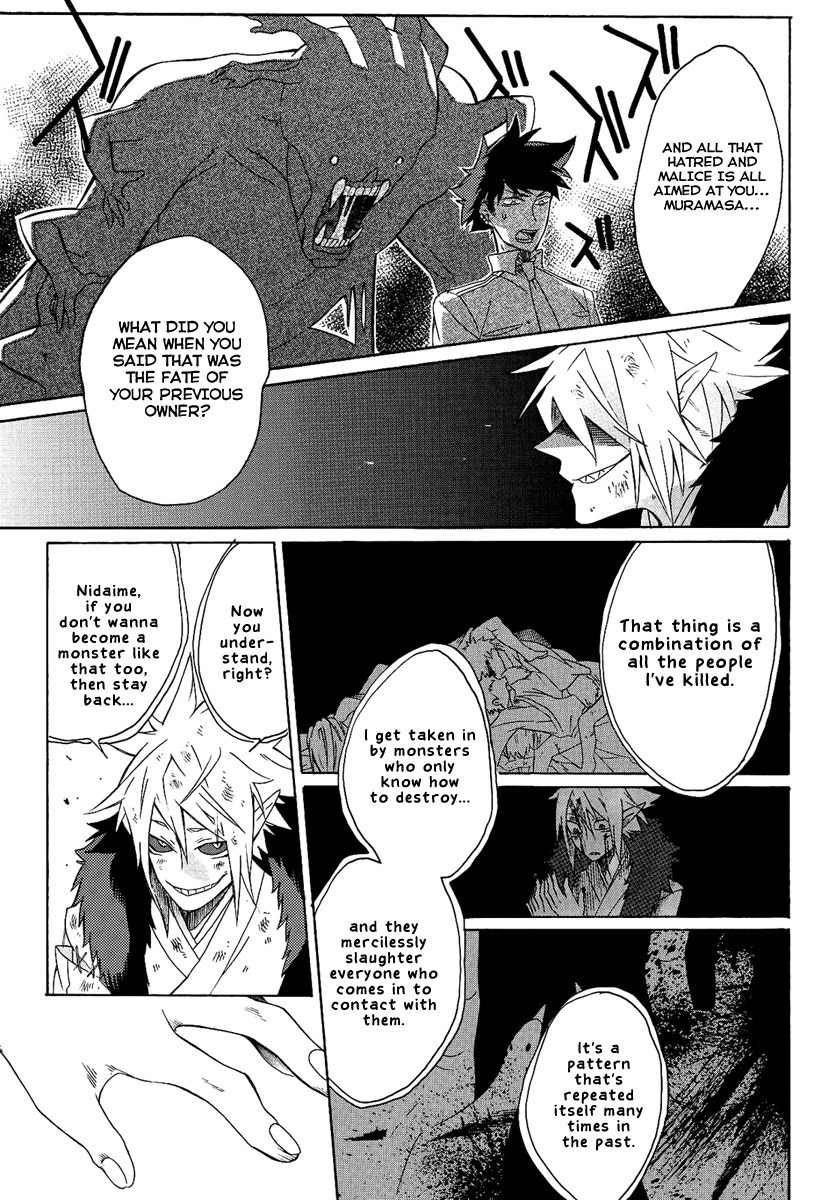 AND ALL THAT
HATRED AND
MALICE IS ALL
AIMED AT YOU...
MURAMASA...
WHAT DID YOU
MEAN WHEN YOU
SAID THAT WAS
THE FATE OF
YOUR PREVIOUS
OWNER?
That thing is a
combination of
all the people
I've killed.
I get taken in
by monsters
who only
know how
to destroy...
and they
mercilessly
slaughter
everyone who
comes in to
contact with
them.
It's a
pattern
that's
repeated
itself many
times in
the past.
Now
you
under-
stand,
right?
Nidaime,
if you
don't wanna
become a
monster like
that too,
then stay
back...